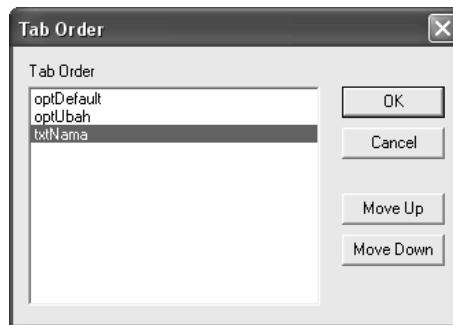 Tab Order
Tab Order
optDefault
optUbah
txtNama
OK
Cancel
Move Up
Move Down